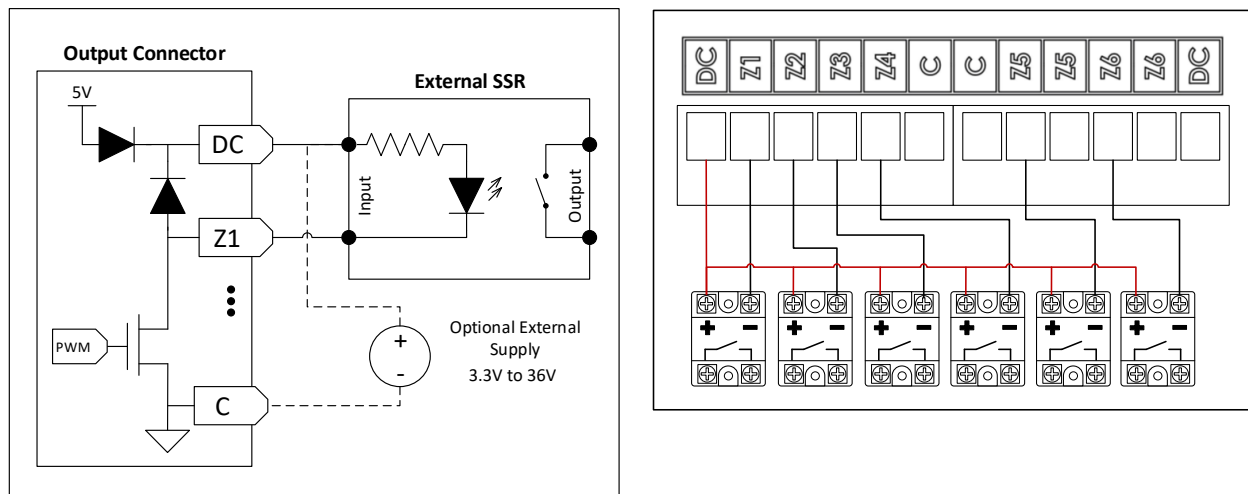 Output Connector
External SSR
5V
DC
Input
Output
Z1
PWM
Optional External
Supply
3.3V to 36V
+
-
C
DC Z1 Z2 Z3 Z4 C C Z5 Z5 Z6 Z6 DC
+ - + - + - + - + - + -